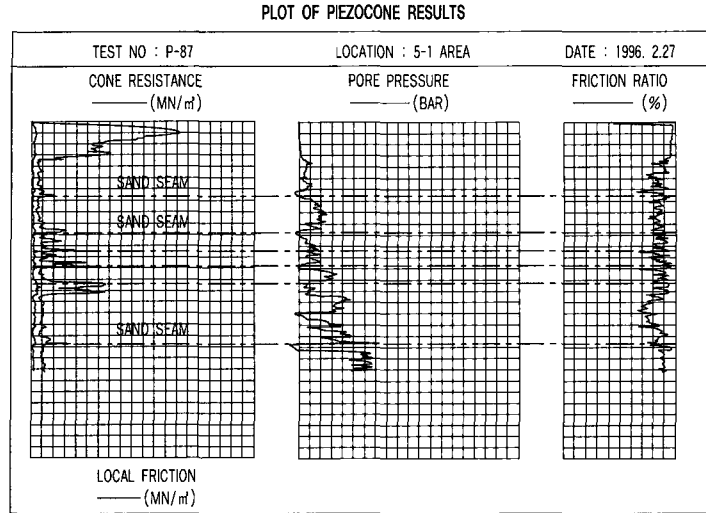 PLOT OF PIEZOCONE RESULTS
TEST NO : P-87 LOCATION : 5-1 AREA DATE : 1996. 2.27
CONE RESISTANCE PORE PRESSURE FRICTION RATIO
(MN/㎡) (BAR) (%)
SAND SEAM
SAND SEAM
SAND SEAM
LOCAL FRICTION
(MN/㎡)